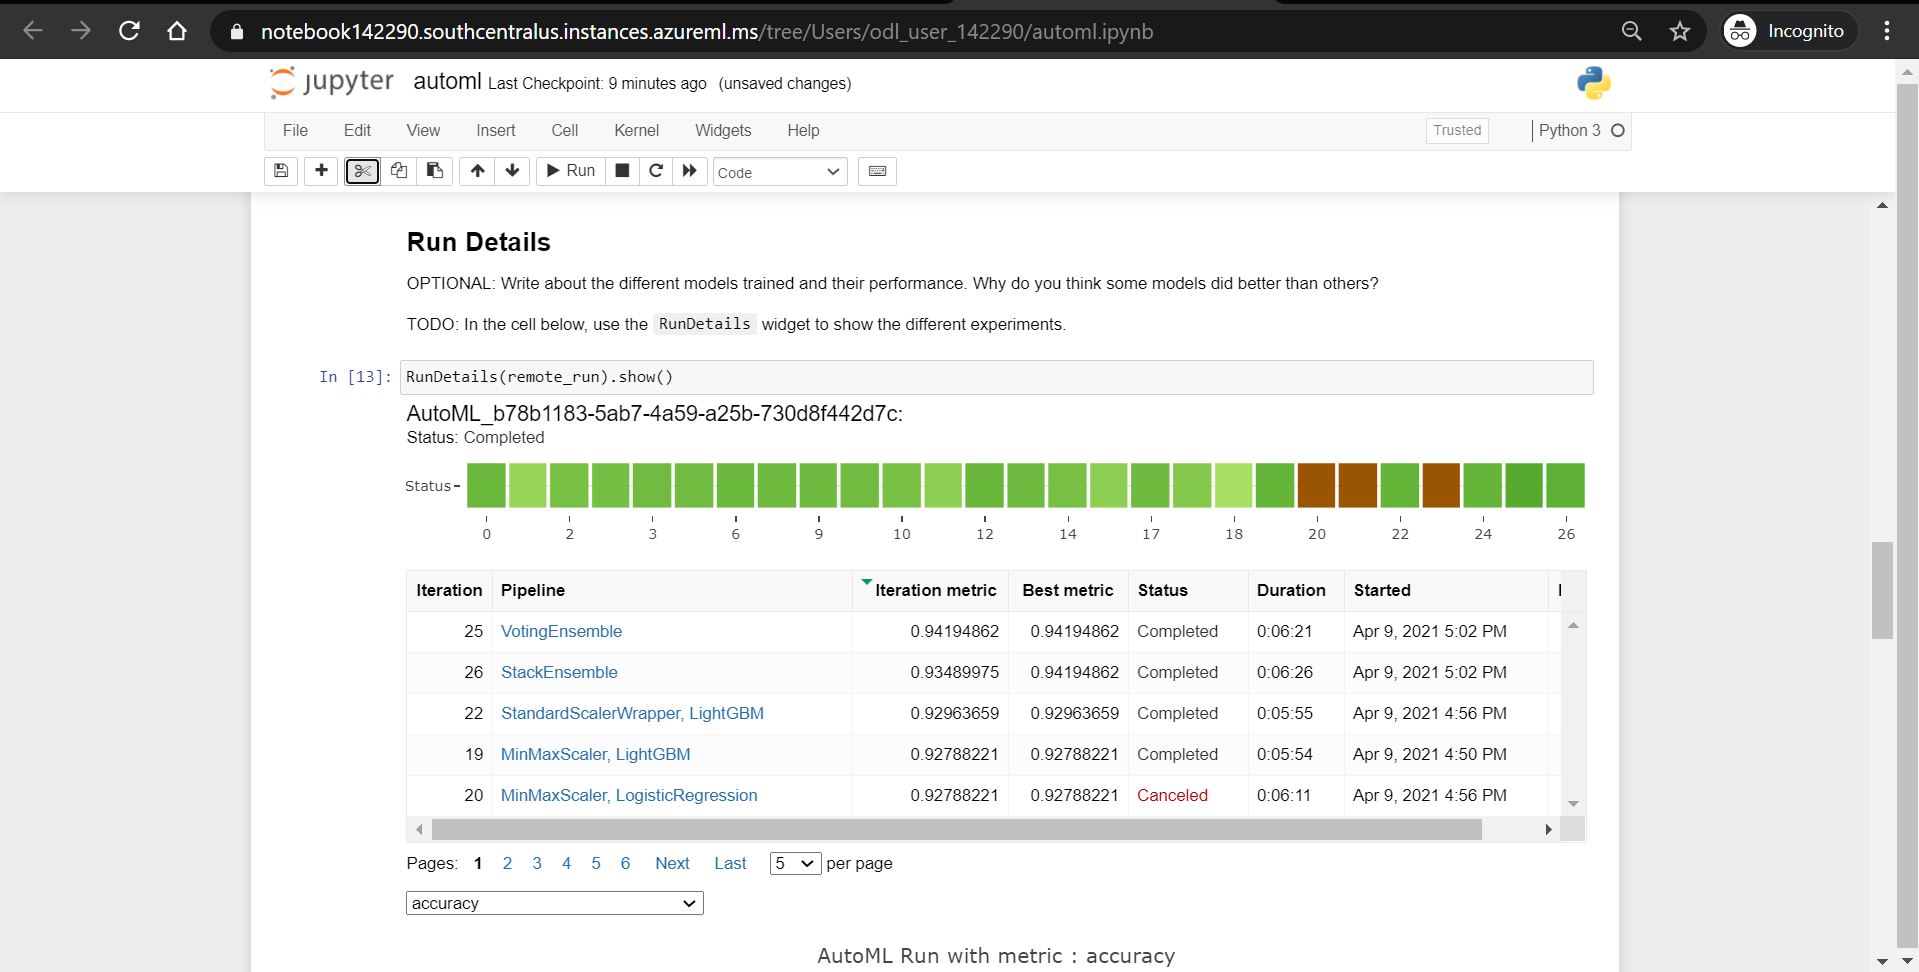 notebook142290.southcentralus.instances.azureml.ms/tree/Users/odl_user_142290/automl.ipynb Incognito
jupyter automl Last Checkpoint: 9 minutes ago (unsaved changes)
File Edit View Insert Cell Kernel Widgets Help Trusted Python 3
Run Code
Run Details
OPTIONAL: Write about the different models trained and their performance. Why do you think some models did better than others?
TODO: In the cell below, use the RunDetails widget to show the different experiments.
In [13]: RunDetails(remote_run).show()
AutoML_b78b1183-5ab7-4a59-a25b-730d8f442d7c:
Status: Completed
Status
0 2 3 6 9 10 12 14 17 18 20 22 24 26
Iteration Pipeline Iteration metric Best metric Status Duration Started
25 VotingEnsemble 0.94194862 0.94194862 Completed 0:06:21 Apr 9, 2021 5:02 PM
26 StackEnsemble 0.93489975 0.94194862 Completed 0:06:26 Apr 9, 2021 5:02 PM
22 StandardScalerWrapper, LightGBM 0.92963659 0.92963659 Completed 0:05:55 Apr 9, 2021 4:56 PM
19 MinMaxScaler, LightGBM 0.92788221 0.92788221 Completed 0:05:54 Apr 9, 2021 4:50 PM
20 MinMaxScaler, LogisticRegression 0.92788221 0.92788221 Canceled 0:06:11 Apr 9, 2021 4:56 PM
Pages: 1 2 3 4 5 6 Next Last 5 per page
accuracy
AutoML Run with metric : accuracy